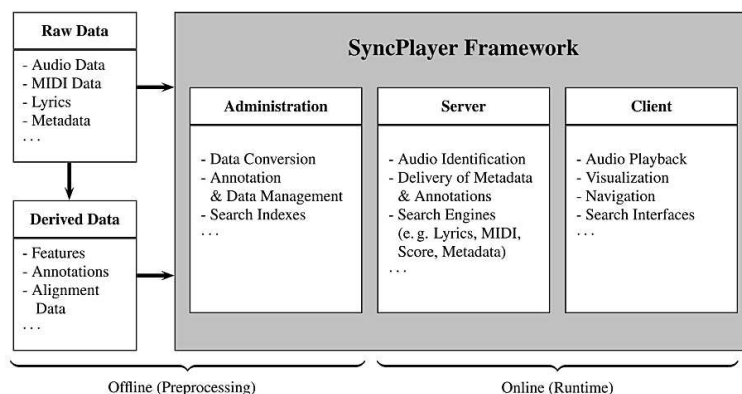 Raw Data
- Audio Data
- MIDI Data
- Lyrics
- Metadata
. . .
Derived Data
- Features
- Annotations
- Alignment
Data
. . .
SyncPlayer Framework
Administration
- Data Conversion
- Annotation
& Data Management
- Search Indexes
. . .
Server
- Audio Identification
- Delivery of Metadata
& Annotations
- Search Engines
(e. g. Lyrics, MIDI,
Score, Metadata)
. . .
Client
- Audio Playback
- Visualization
- Navigation
- Search Interfaces
. . .
Offline (Preprocessing)
Online (Runtime)